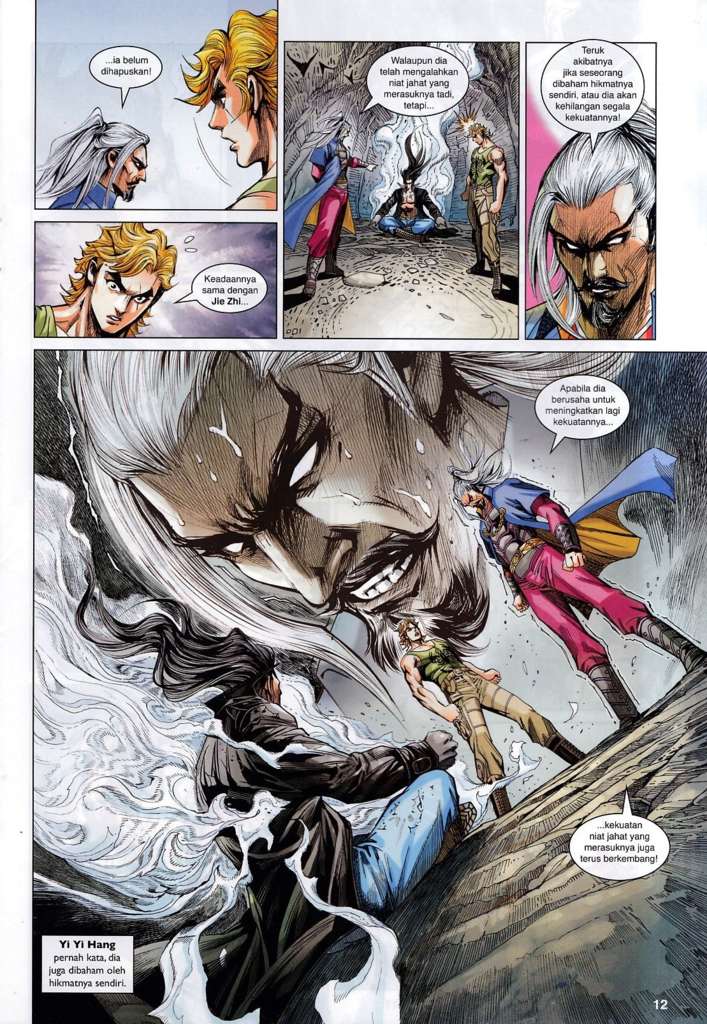 ...ia belum
dihapuskan!
Walaupun dia
telah mengalahkan
niat jahat yang
merasuknya tadi,
tetapi...
Teruk
akibatnya
jika seseorang
dibaham hikmatnya
sendiri, atau dia akan
kehilangan segala
kekuatannya!
Keadaannya
sama dengan
Jie Zhi...
Apabila dia
berusaha untuk
meningkatkan lagi
kekuatannya...
...kekuatan
niat jahat yang
merasuknya juga
terus berkembang!
Yi Yi Hang
pernah kata, dia
juga dibaham oleh
hikmatnya sendiri.
12